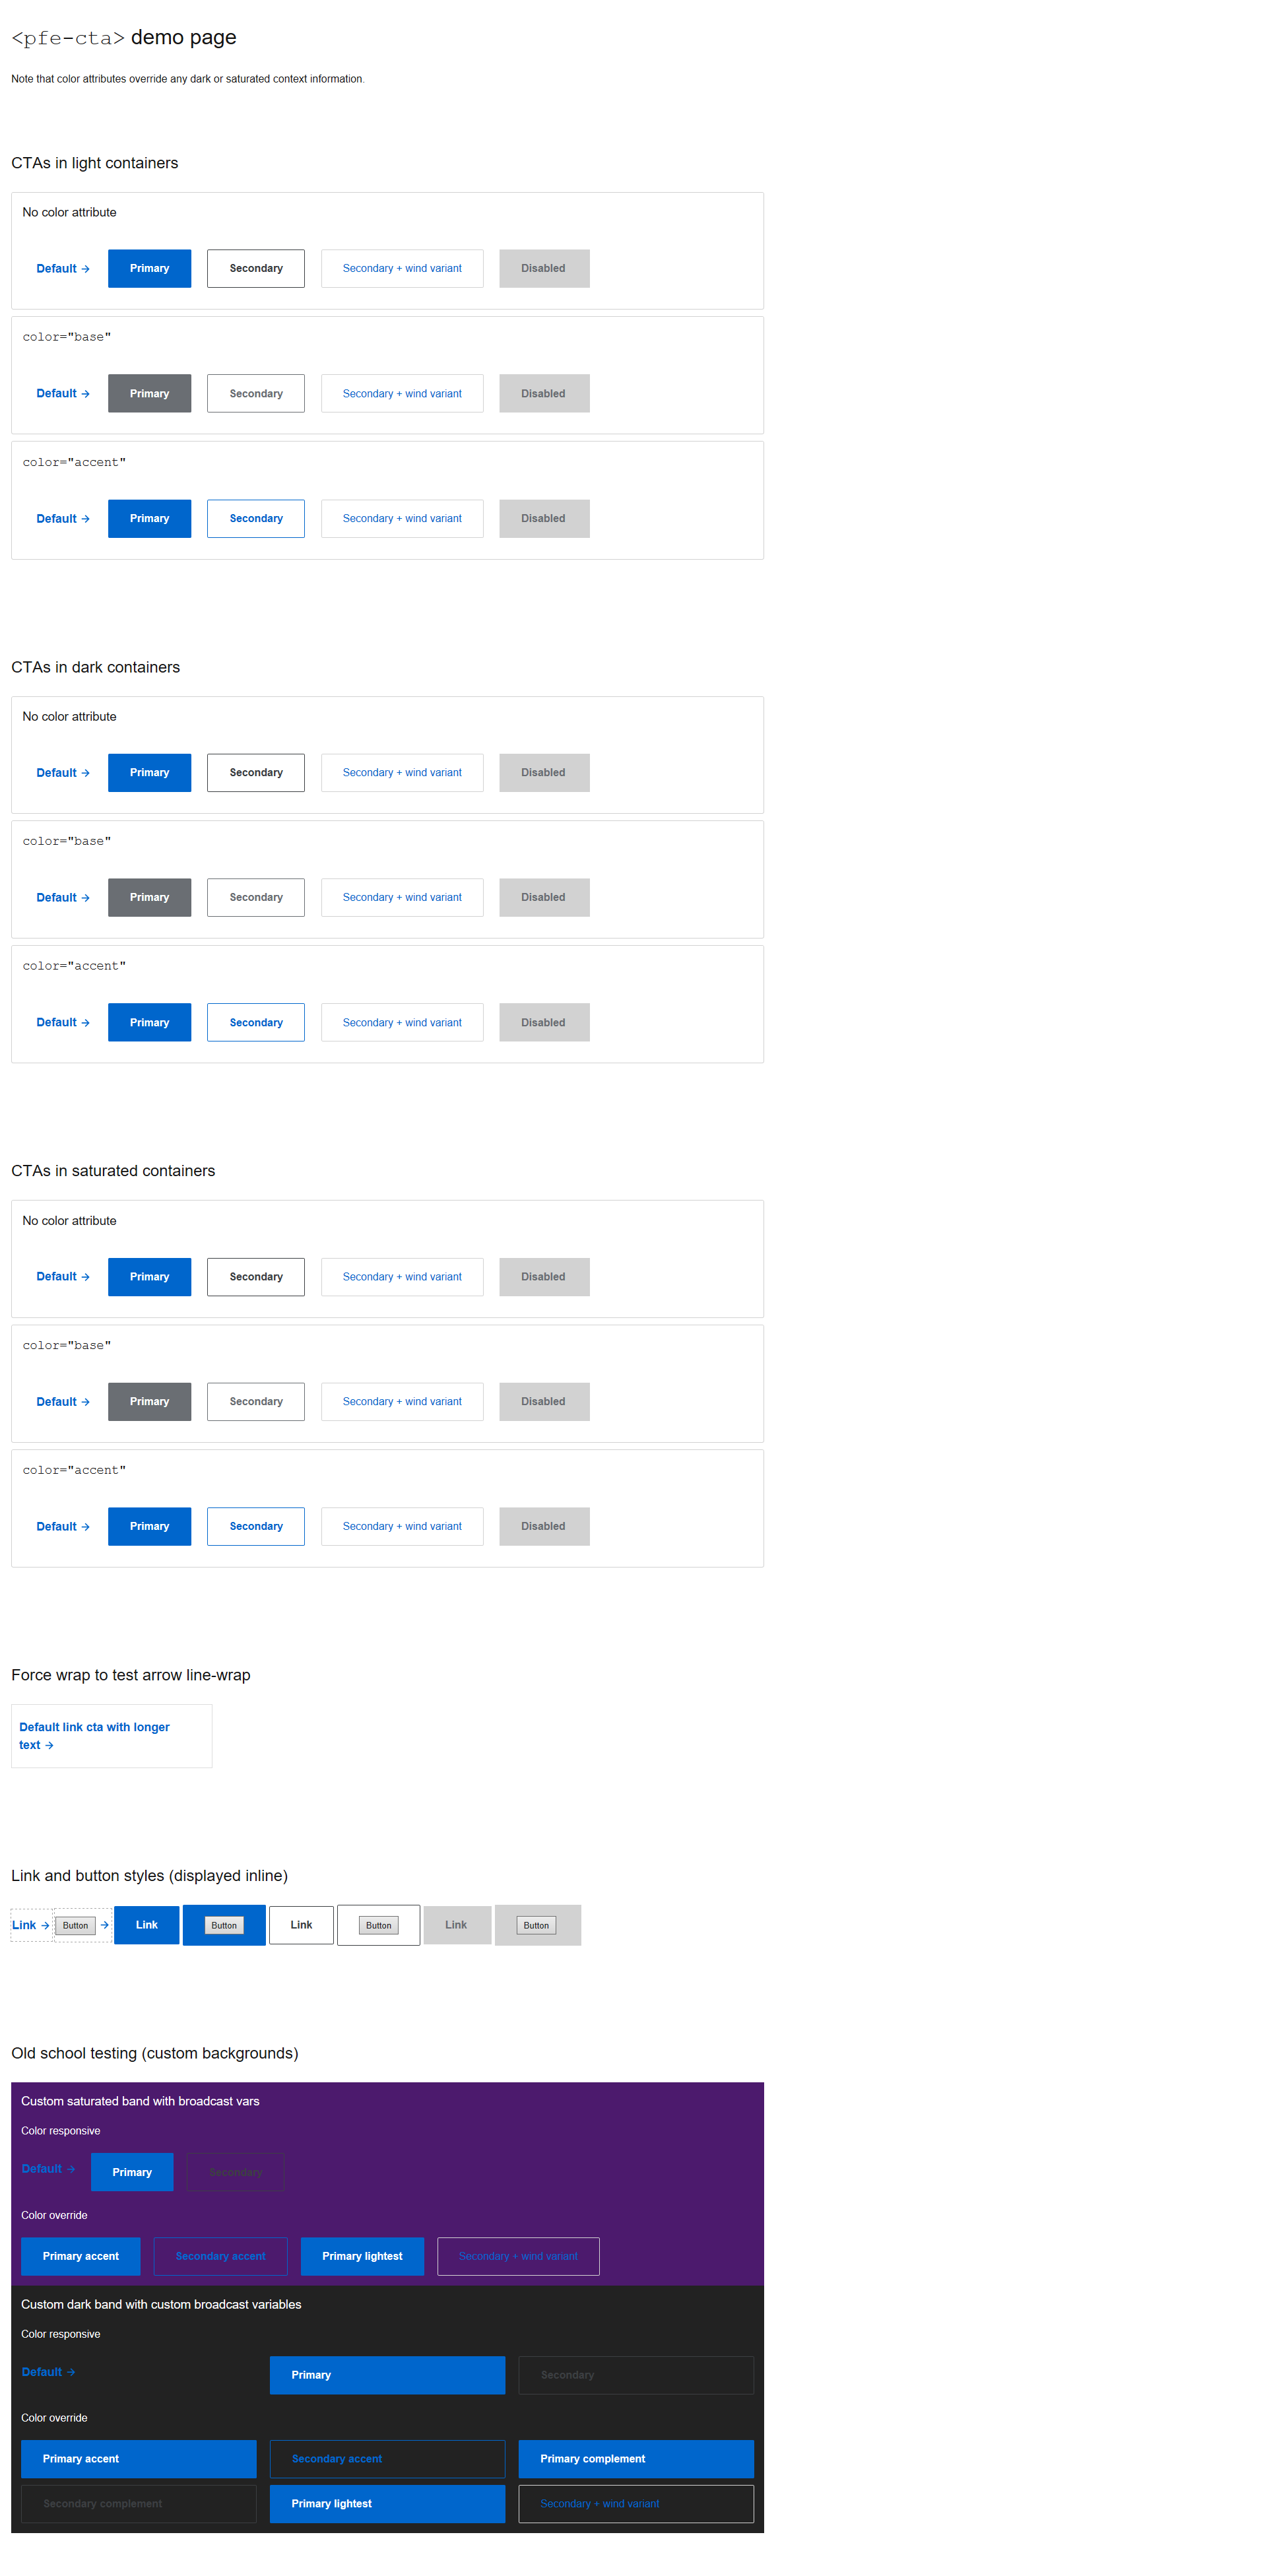 <pfe-cta> demo page
Note that color attributes override any dark or saturated context information.
CTAs in light containers
No color attribute
Default → Primary Secondary Secondary + wind variant Disabled
color="base"
Default → Primary Secondary Secondary + wind variant Disabled
color="accent"
Default → Primary Secondary Secondary + wind variant Disabled
CTAs in dark containers
No color attribute
Default → Primary Secondary Secondary + wind variant Disabled
color="base"
Default → Primary Secondary Secondary + wind variant Disabled
color="accent"
Default → Primary Secondary Secondary + wind variant Disabled
CTAs in saturated containers
No color attribute
Default → Primary Secondary Secondary + wind variant Disabled
color="base"
Default → Primary Secondary Secondary + wind variant Disabled
color="accent"
Default → Primary Secondary Secondary + wind variant Disabled
Force wrap to test arrow line-wrap
Default link cta with longer
text →
Link and button styles (displayed inline)
Link → Button → Link Button Link Button Link Button
Old school testing (custom backgrounds)
Custom saturated band with broadcast vars
Color responsive
Default → Primary Secondary
Color override
Primary accent Secondary accent Primary lightest Secondary + wind variant
Custom dark band with custom broadcast variables
Color responsive
Default → Primary Secondary
Color override
Primary accent Secondary accent Primary complement
Secondary complement Primary lightest Secondary + wind variant